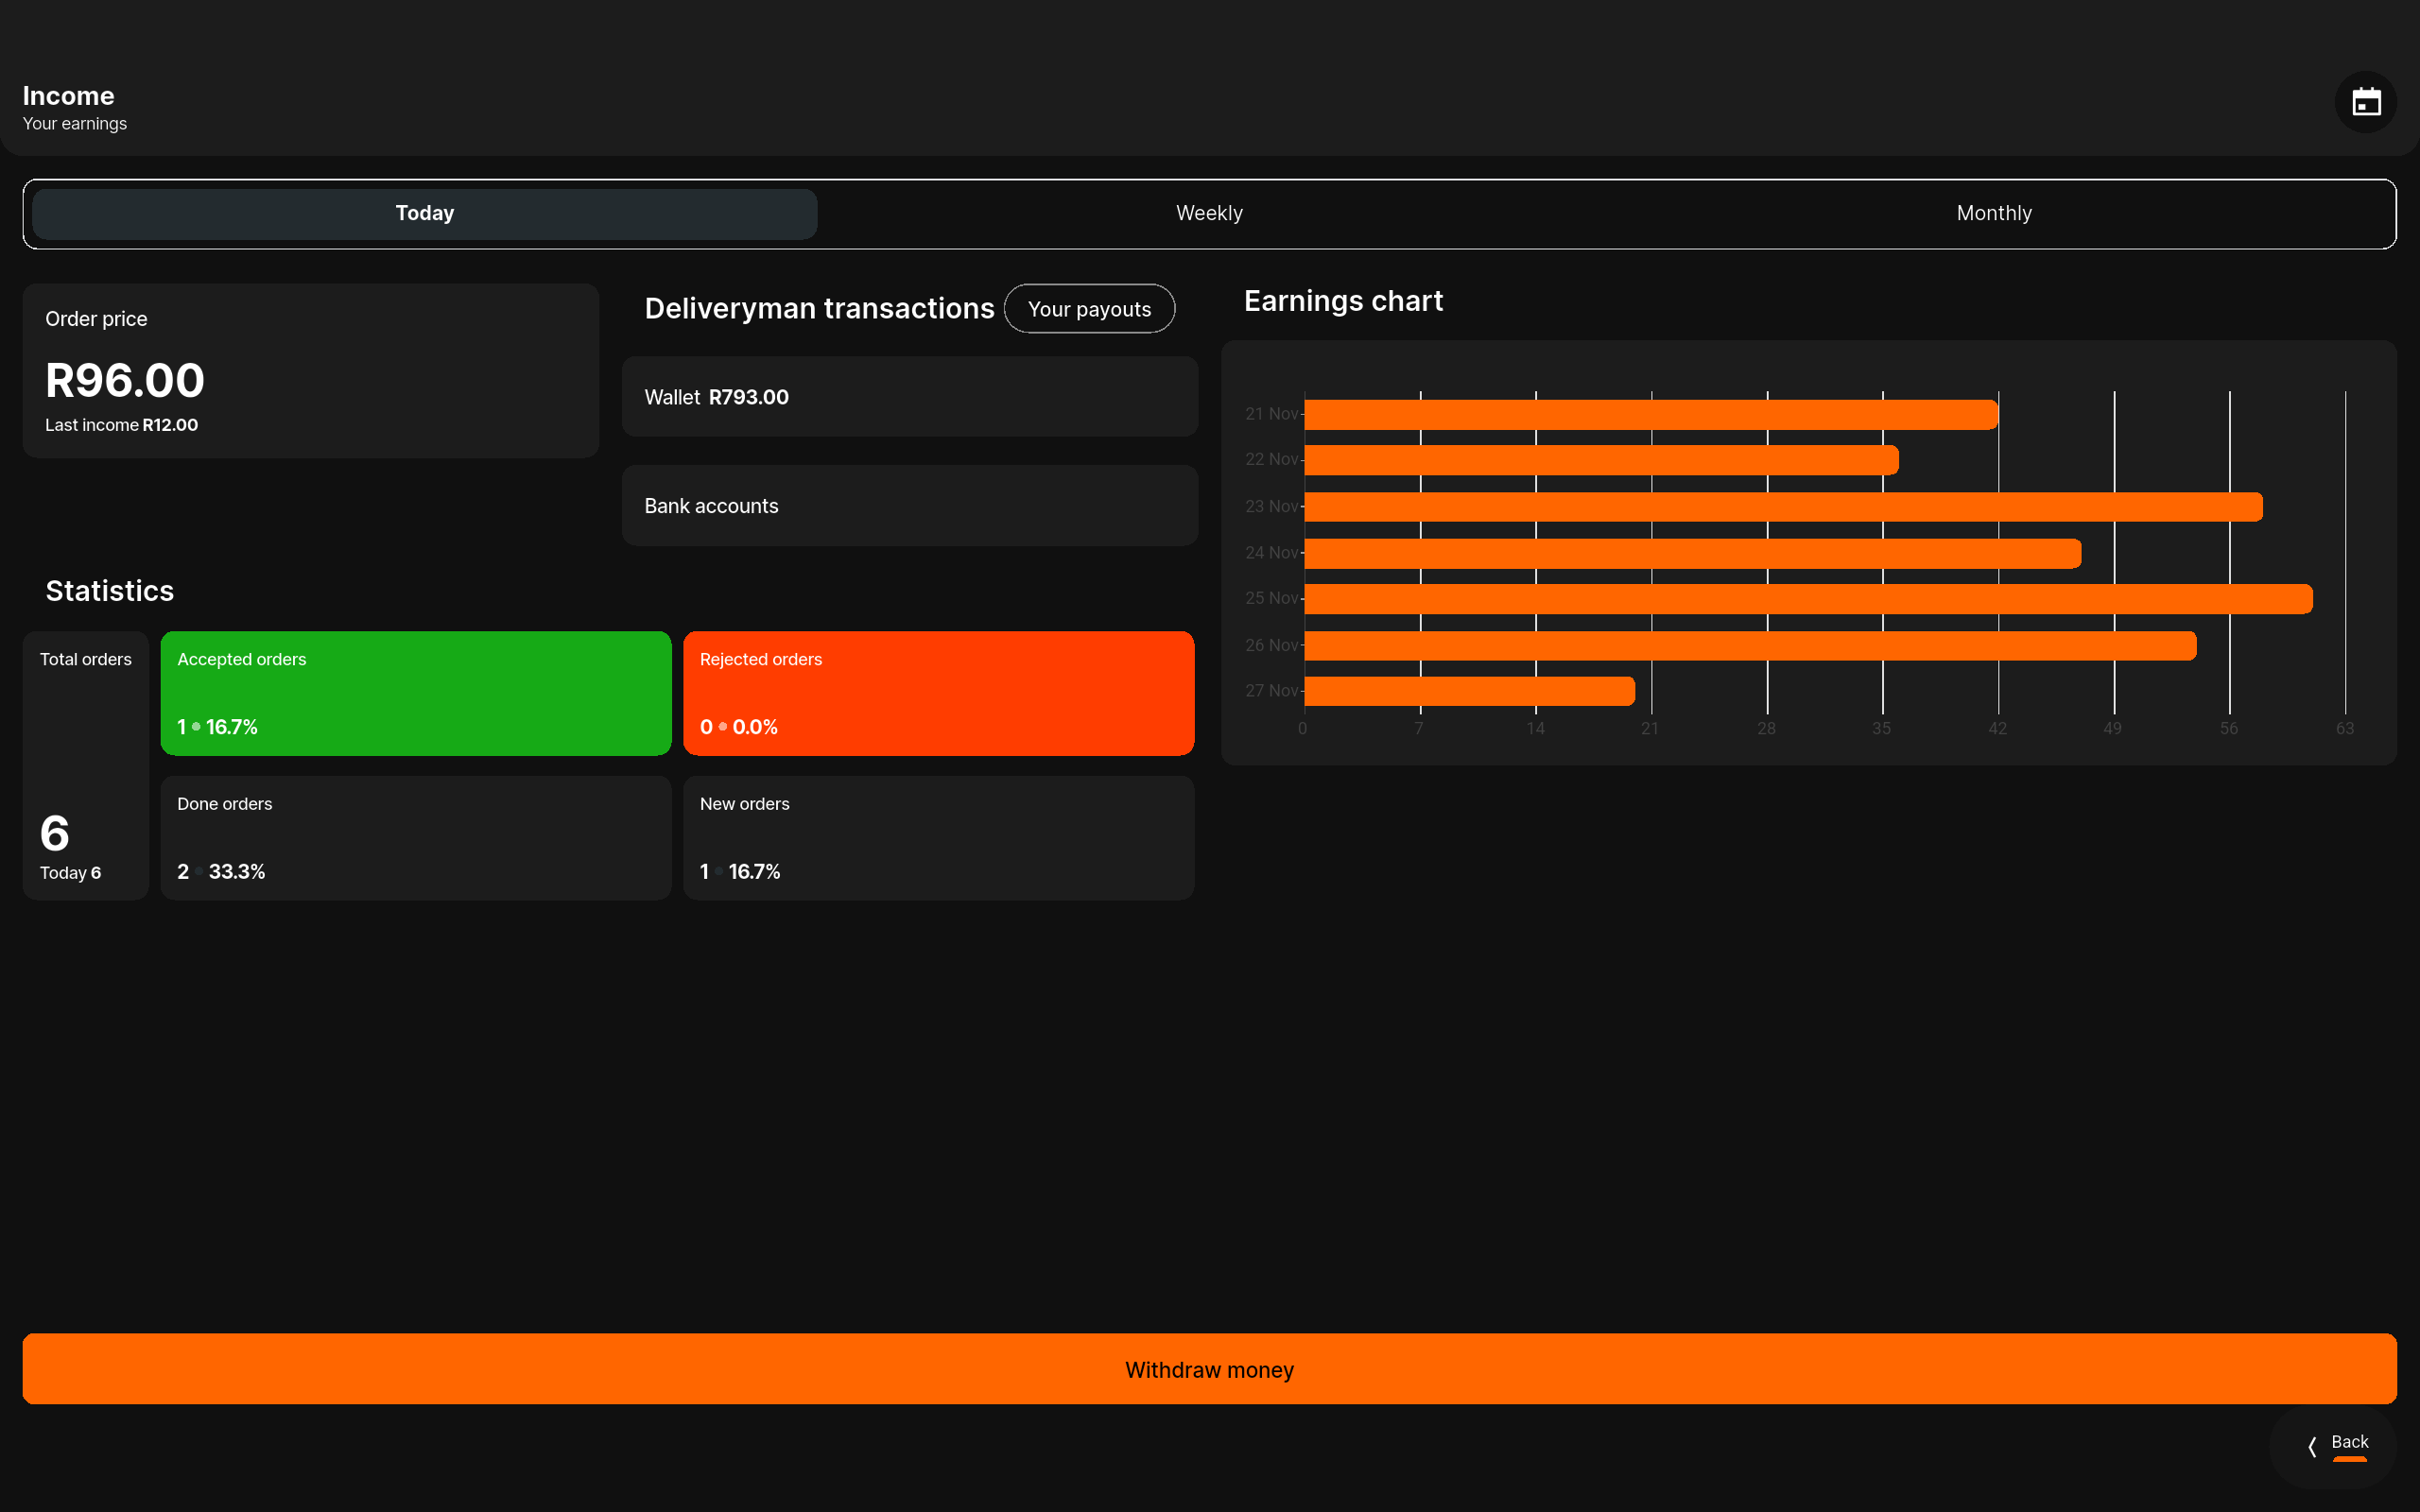 Income
Your earnings
Today
Weekly
Monthly
Order price
R96.00
Last income R12.00
Deliveryman transactions
Your payouts
Wallet R793.00
Bank accounts
Earnings chart
21 Nov
22 Nov
23 Nov
24 Nov
25 Nov
26 Nov
27 Nov
0 7 14 21 28 35 42 49 56 63
Statistics
Total orders
6
Today 6
Accepted orders
1 • 16.7%
Rejected orders
0 • 0.0%
Done orders
2 • 33.3%
New orders
1 • 16.7%
Withdraw money
Back